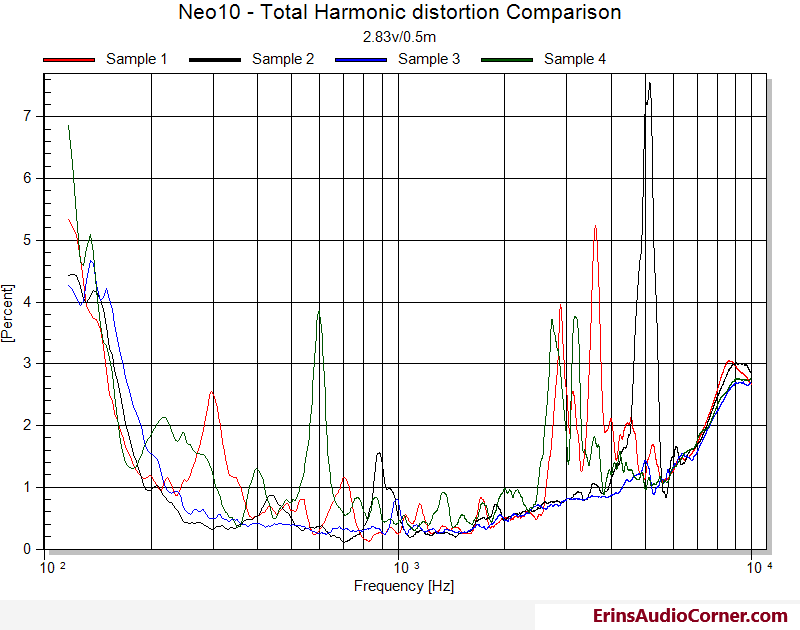 Neo10 - Total Harmonic distortion Comparison
2.83v/0.5m
Sample 1 Sample 2 Sample 3 Sample 4
7
6
5
4
3
2
1
0
[Percent]
10 2 10 3 10 4
Frequency [Hz]
ErinsAudioCorner.com